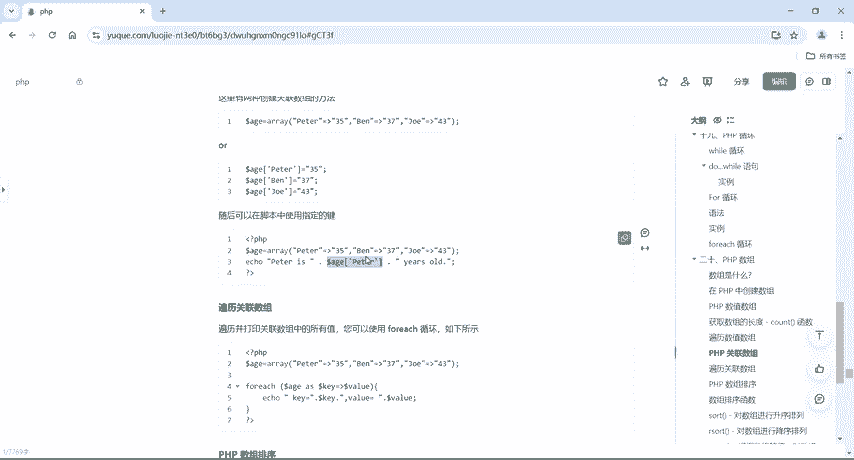 php
yuque.com/luojie-nt3e0/bt6bg3/dwuhgnxm0ngc91lo#gCT3f
所有书签
php
分享
编辑
这里有两种创建关联数组的方法
1 $age=array("Peter"=>"35","Ben"=>"37","Joe"=>"43");
or
1 $age['Peter']="35";
2 $age['Ben']="37";
3 $age['Joe']="43";
随后可以在脚本中使用指定的键
1 <?php
2 $age=array("Peter"=>"35","Ben"=>"37","Joe"=>"43");
3 echo "Peter is " . $age['Peter'] . " years old.";
4 ?>
遍历关联数组
遍历并打印关联数组中的所有值，您可以使用 foreach 循环，如下所示
1 <?php
2 $age=array("Peter"=>"35","Ben"=>"37","Joe"=>"43");
3
4 foreach ($age as $key=>$value){
5 echo " key=".$key.",value= ".$value;
6 }
7 ?>
PHP 数组排序
大纲
十九、PHP 循环
while 循环
do...while 语句
实例
For 循环
语法
实例
foreach 循环
二十、PHP 数组
数组是什么?
在 PHP 中创建数组
PHP 数值数组
获取数组的长度 - count() 函数
遍历数值数组
PHP 关联数组
遍历关联数组
PHP 数组排序
数组排序函数
sort() - 对数组进行升序排列
rsort() - 对数组进行降序排列
1/7769字